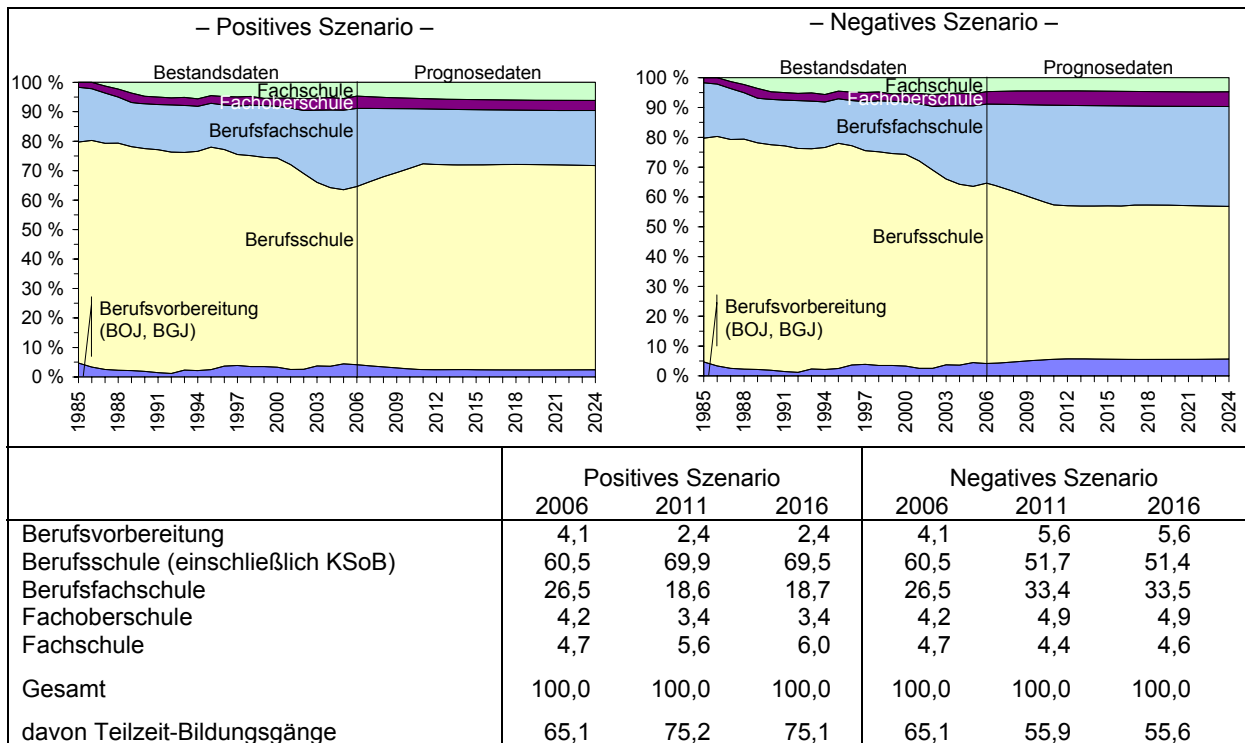 – Positives Szenario –
Bestandsdaten Prognosedaten
100 %
90 %
80 %
70 %
60 %
50 %
40 %
30 %
20 %
10 %
0 %
Fachschule
Fachoberschule
Berufsfachschule
Berufsschule
Berufsvorbereitung
(BOJ, BGJ)
1985 1988 1991 1994 1997 2000 2003 2006 2009 2012 2015 2018 2021 2024
– Negatives Szenario –
Bestandsdaten Prognosedaten
100 %
90 %
80 %
70 %
60 %
50 %
40 %
30 %
20 %
10 %
0 %
Fachschule
Fachoberschule
Berufsfachschule
Berufsschule
Berufsvorbereitung
(BOJ, BGJ)
1985 1988 1991 1994 1997 2000 2003 2006 2009 2012 2015 2018 2021 2024
Positives Szenario Negatives Szenario
2006 2011 2016 2006 2011 2016
Berufsvorbereitung 4,1 2,4 2,4 4,1 5,6 5,6
Berufsschule (einschließlich KSoB) 60,5 69,9 69,5 60,5 51,7 51,4
Berufsfachschule 26,5 18,6 18,7 26,5 33,4 33,5
Fachoberschule 4,2 3,4 3,4 4,2 4,9 4,9
Fachschule 4,7 5,6 6,0 4,7 4,4 4,6
Gesamt 100,0 100,0 100,0 100,0 100,0 100,0
davon Teilzeit-Bildungsgänge 65,1 75,2 75,1 65,1 55,9 55,6